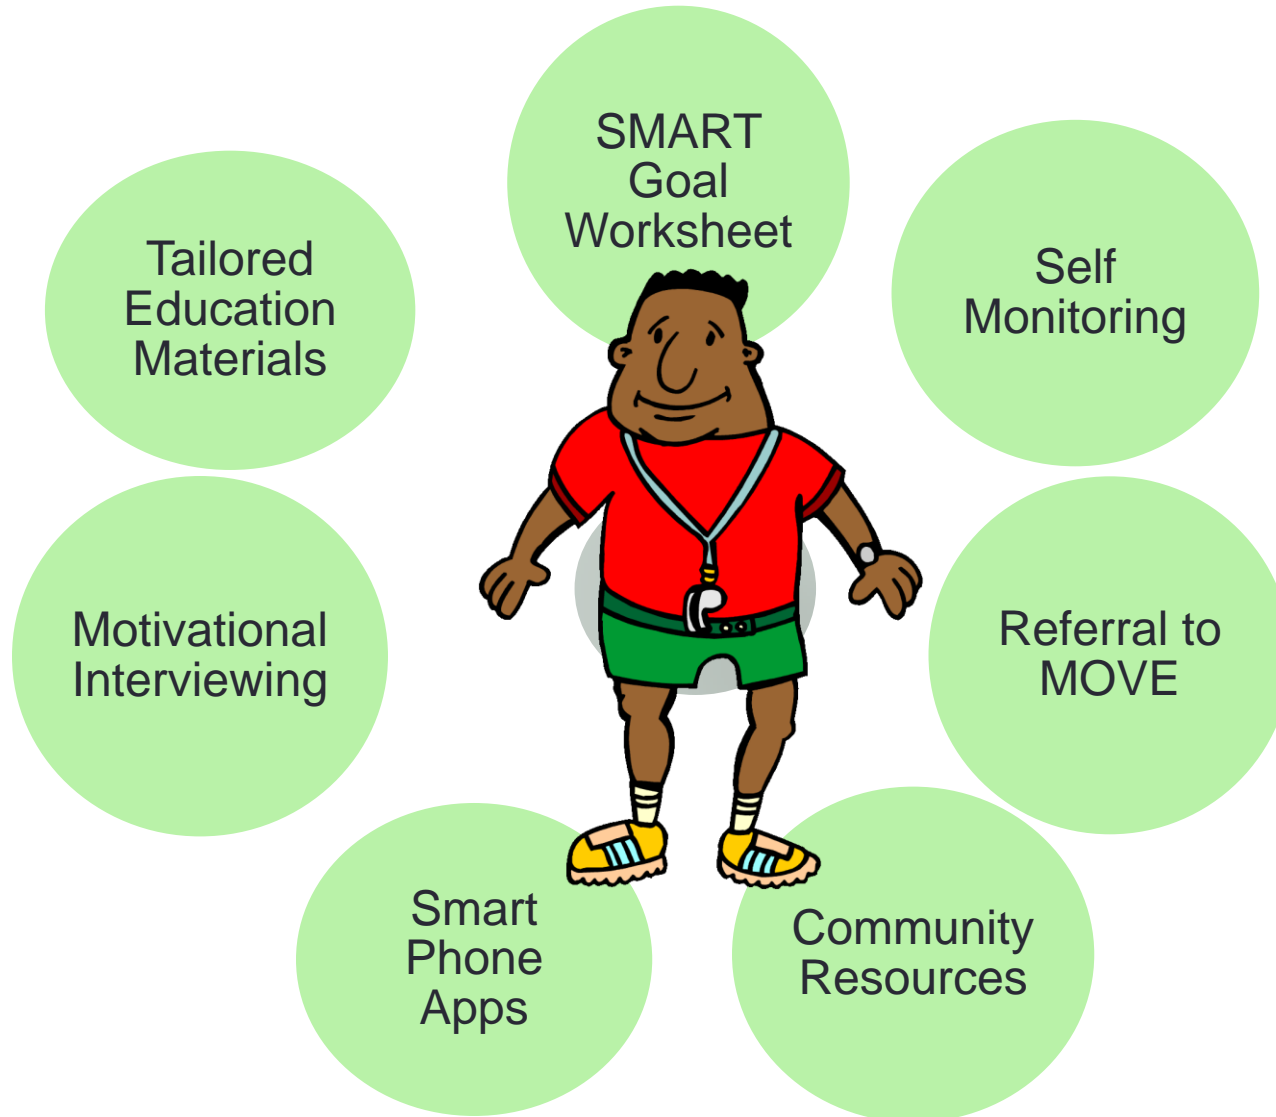 SMART
Goal
Worksheet
Self
Monitoring
Referral to
MOVE
Community
Resources
Smart
Phone
Apps
Motivational
Interviewing
Tailored
Education
Materials